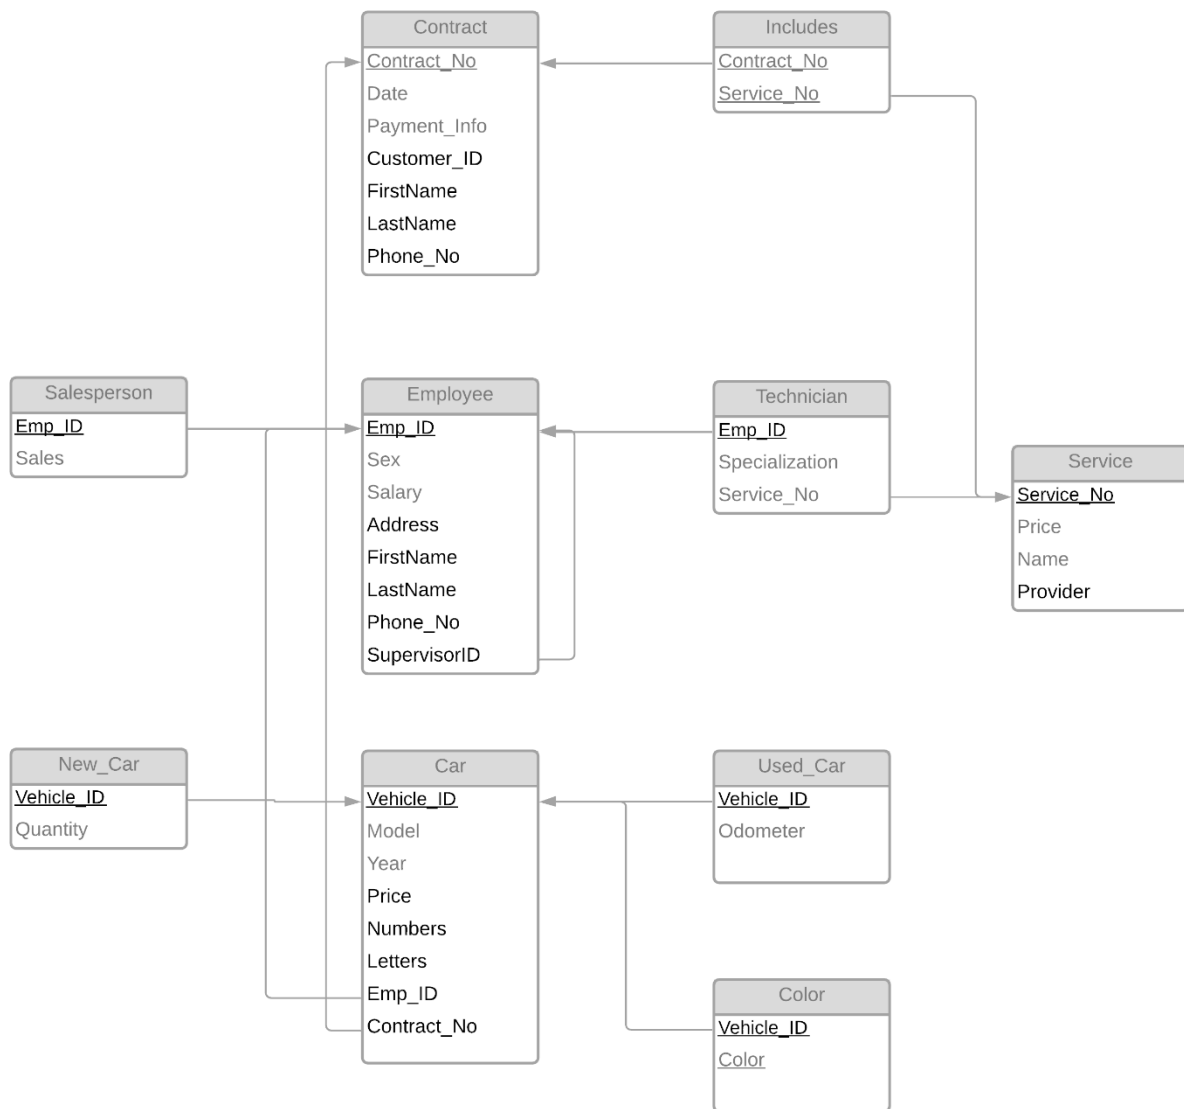 Contract
Contract_No
Date
Payment_Info
Customer_ID
FirstName
LastName
Phone_No
Includes
Contract_No
Service_No
Salesperson
Emp_ID
Sales
Employee
Emp_ID
Sex
Salary
Address
FirstName
LastName
Phone_No
SupervisorID
Technician
Emp_ID
Specialization
Service_No
Service
Service_No
Price
Name
Provider
New_Car
Vehicle_ID
Quantity
Car
Vehicle_ID
Model
Year
Price
Numbers
Letters
Emp_ID
Contract_No
Used_Car
Vehicle_ID
Odometer
Color
Vehicle_ID
Color